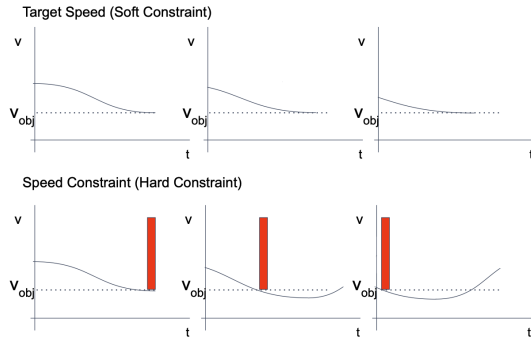 Target Speed (Soft Constraint)
v v v
Vobj Vobj Vobj
t t t
Speed Constraint (Hard Constraint)
v v v
Vobj Vobj Vobj
t t t